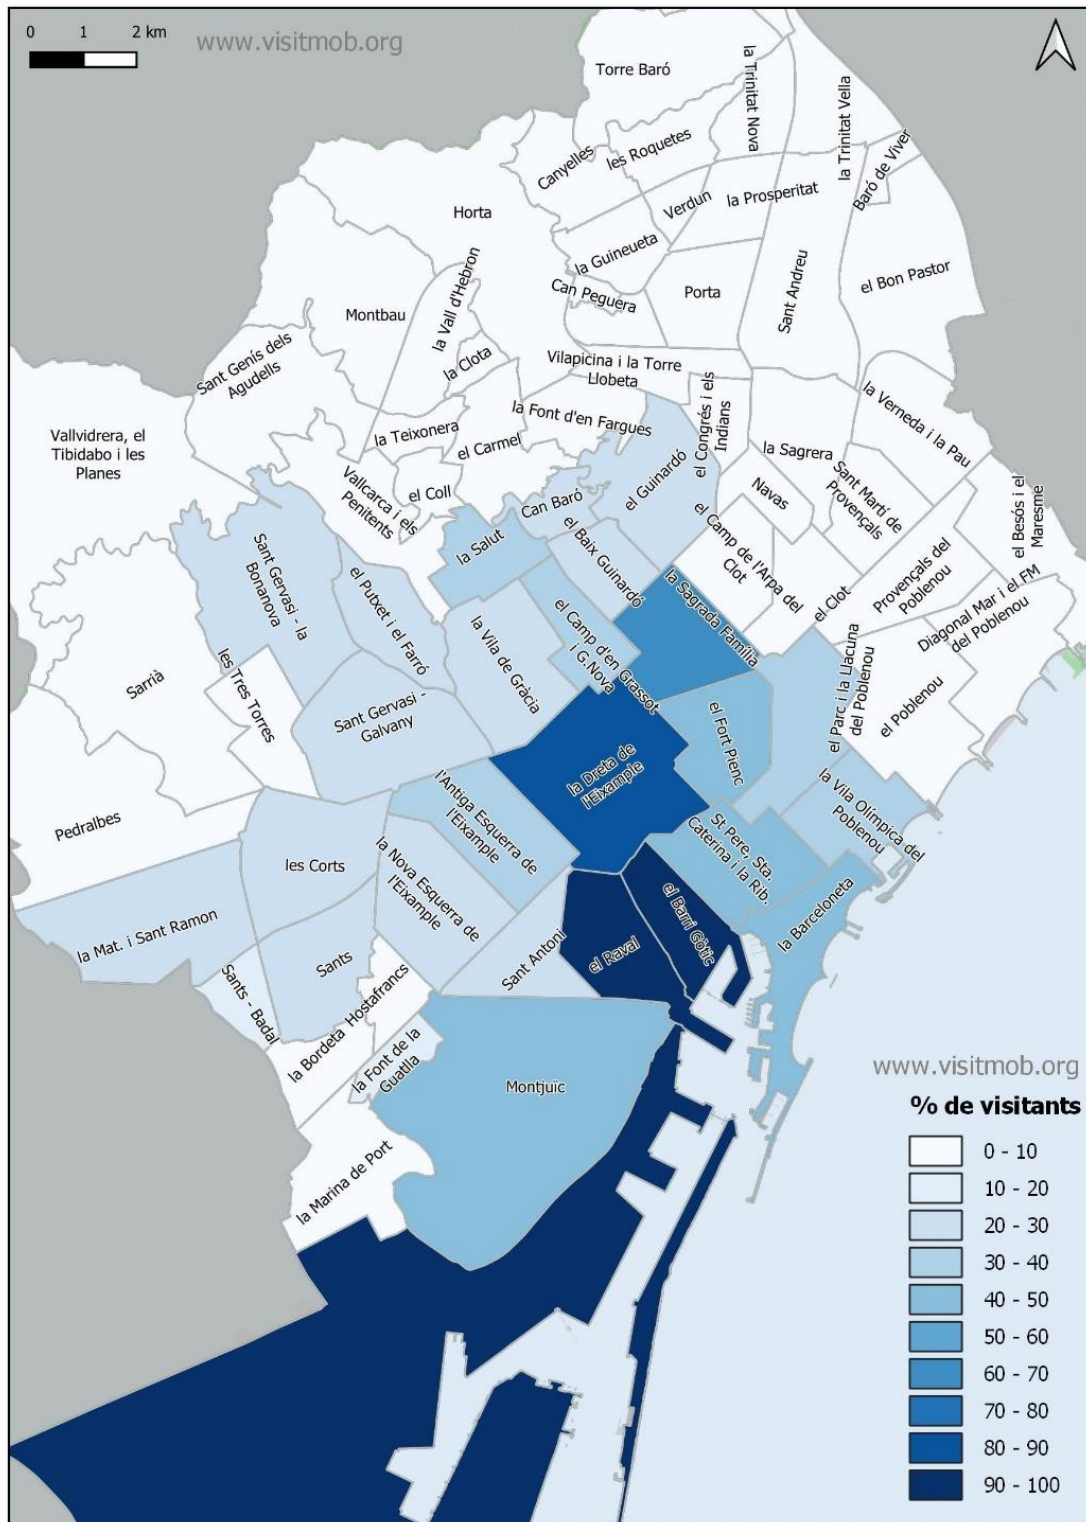 0 1 2 km
www.visitmob.org
Torre Baró
la Trinitat Nova
la Trinitat Vella
Canyelles
les Roquetes
Baró de Viver
Verdun
la Prosperitat
Horta
la Guineueta
el Bon Pastor
Can Peguera
Porta
Sant Andreu
la Vall d'Hebron
Montbau
Sant Genís dels
Agudells
la Clota
Vilapicina i la Torre
Llobeta
la Verneda i la Pau
Vallvidrera, el
Tibidabo i les
Planes
la Font d'en Fargues
el Congrés i els
Indians
la Teixonera
el Carmel
la Sagrera
Vallcarca i els
Penitents
el Coll
Can Baró
el Guinardó
Navas
Sant Martí de
Provençals
el Besós i el
Maresme
la Salut
el Baix Guinardó
el Camp de l'Arpa del
Clot
el Clot
Provençals del
Poblenou
Diagonal Mar i el FM
del Poblenou
Sant Gervasi - la
Bonanova
el Putxet i el Farró
la Vila de Gràcia
el Camp d'en Grassot
i G.Nova
la Sagrada Família
Sarrià
les Tres Torres
Sant Gervasi -
Galvany
el Fort Pienc
el Parc i la Llacuna
del Poblenou
el Poblenou
la Dreta de
l'Eixample
Pedralbes
l'Antiga Esquerra de
l'Eixample
la Vila Olímpica del
Poblenou
les Corts
la Nova Esquerra de
l'Eixample
St Pere, Sta.
Caterina i la Rib.
la Mat. i Sant Ramon
Sants
Sant Antoni
el Raval
el Barri Gòtic
la Barceloneta
Sants - Badal
Hostafrancs
la Bordeta
la Font de la
Guatlla
Montjuïc
la Marina de Port
www.visitmob.org
% de visitants
0 - 10
10 - 20
20 - 30
30 - 40
40 - 50
50 - 60
60 - 70
70 - 80
80 - 90
90 - 100